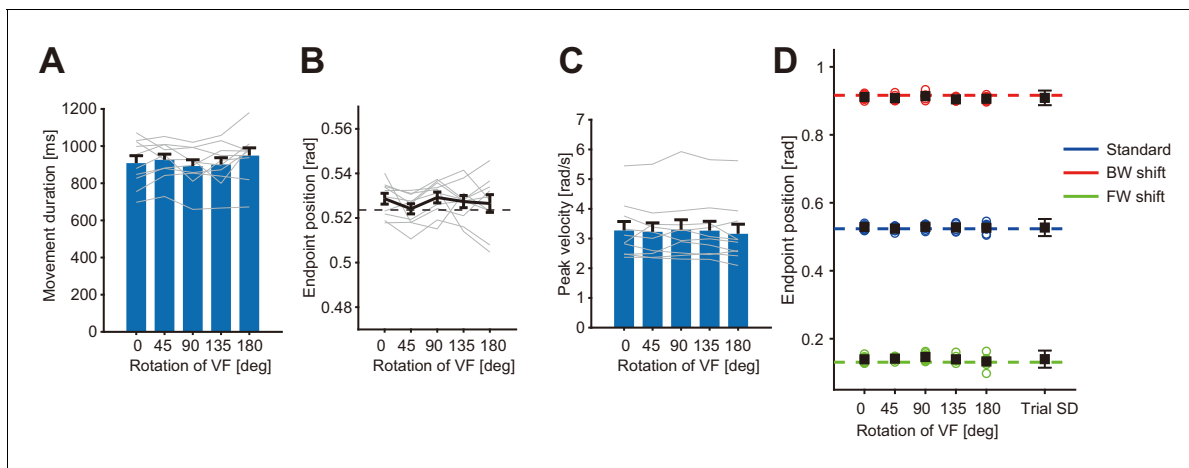 A
Movement duration [ms]
1200
1000
800
600
400
200
0
0 45 90 135 180
Rotation of VF [deg]
B
Endpoint position [rad]
0.56
0.54
0.52
0.5
0.48
0 45 90 135 180
Rotation of VF [deg]
C
Peak velocity [rad/s]
7
6
5
4
3
2
1
0
0 45 90 135 180
Rotation of VF [deg]
D
Endpoint position [rad]
1
0.8
0.6
0.4
0.2
0 45 90 135 180 Trial SD
Rotation of VF [deg]
Standard
BW shift
FW shift